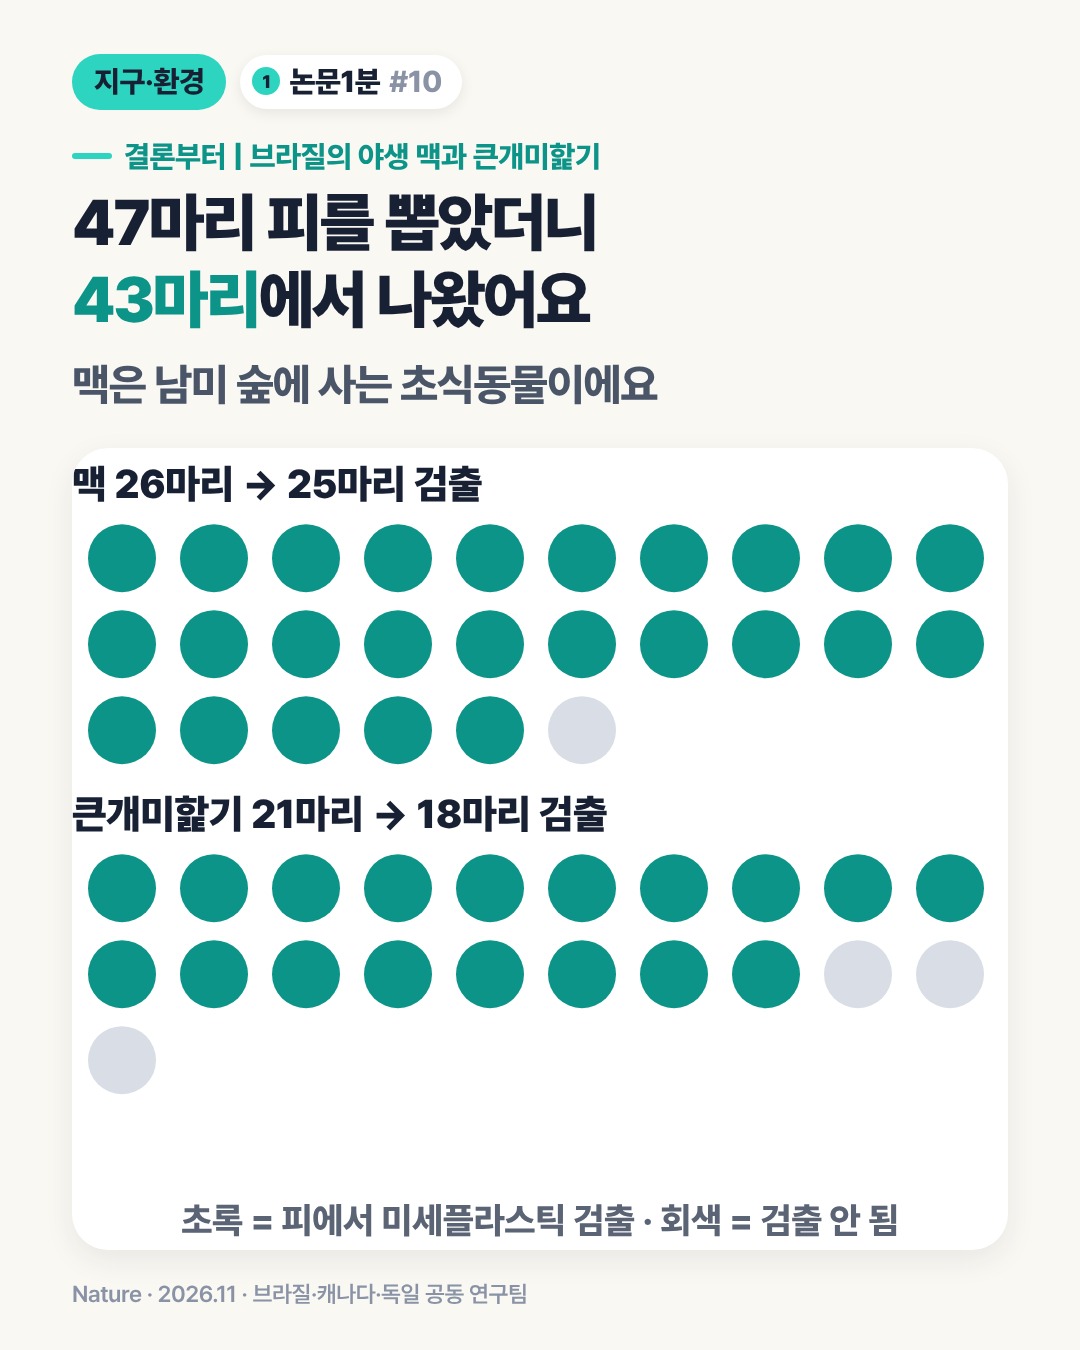 지구·환경
1 논문1분 #10
결론부터 | 브라질의 야생 맥과 큰개미핥기
47마리 피를 뽑았더니
43마리에서 나왔어요
맥은 남미 숲에 사는 초식동물이에요
맥 26마리 → 25마리 검출
큰개미핥기 21마리 → 18마리 검출
초록 = 피에서 미세플라스틱 검출 · 회색 = 검출 안 됨
Nature · 2026.11 · 브라질·캐나다·독일 공동 연구팀